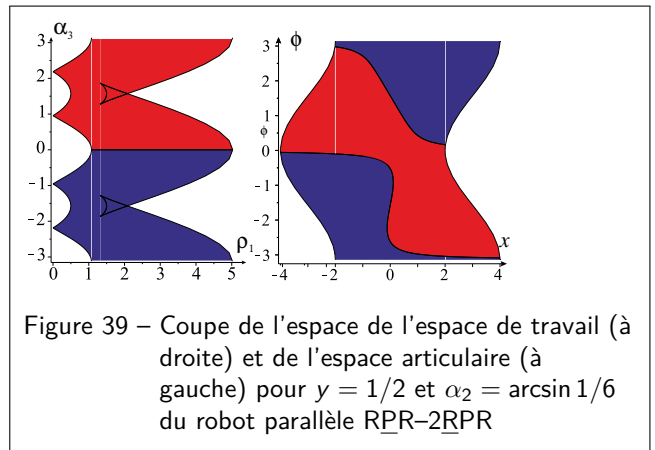 α₃
3
2
1
0
-1
-2
-3
0 1 2 3 4 5
ρ₁
ϕ
3
2
1
ϕ
0
-1
-2
-3
-4 -2 0 2 4
x
Figure 39 – Coupe de l'espace de l'espace de travail (à
droite) et de l'espace articulaire (à
gauche) pour y = 1/2 et α₂ = arcsin 1/6
du robot parallèle RPR–2RPR